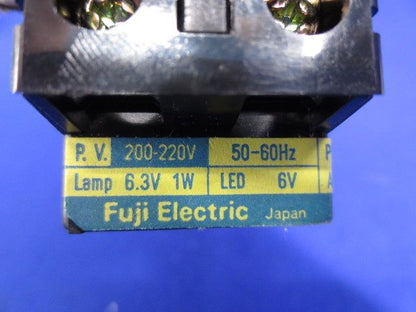 P. V. 200-220V 50-60Hz P
Lamp 6.3V 1W LED 6V A
Fuji Electric Japan